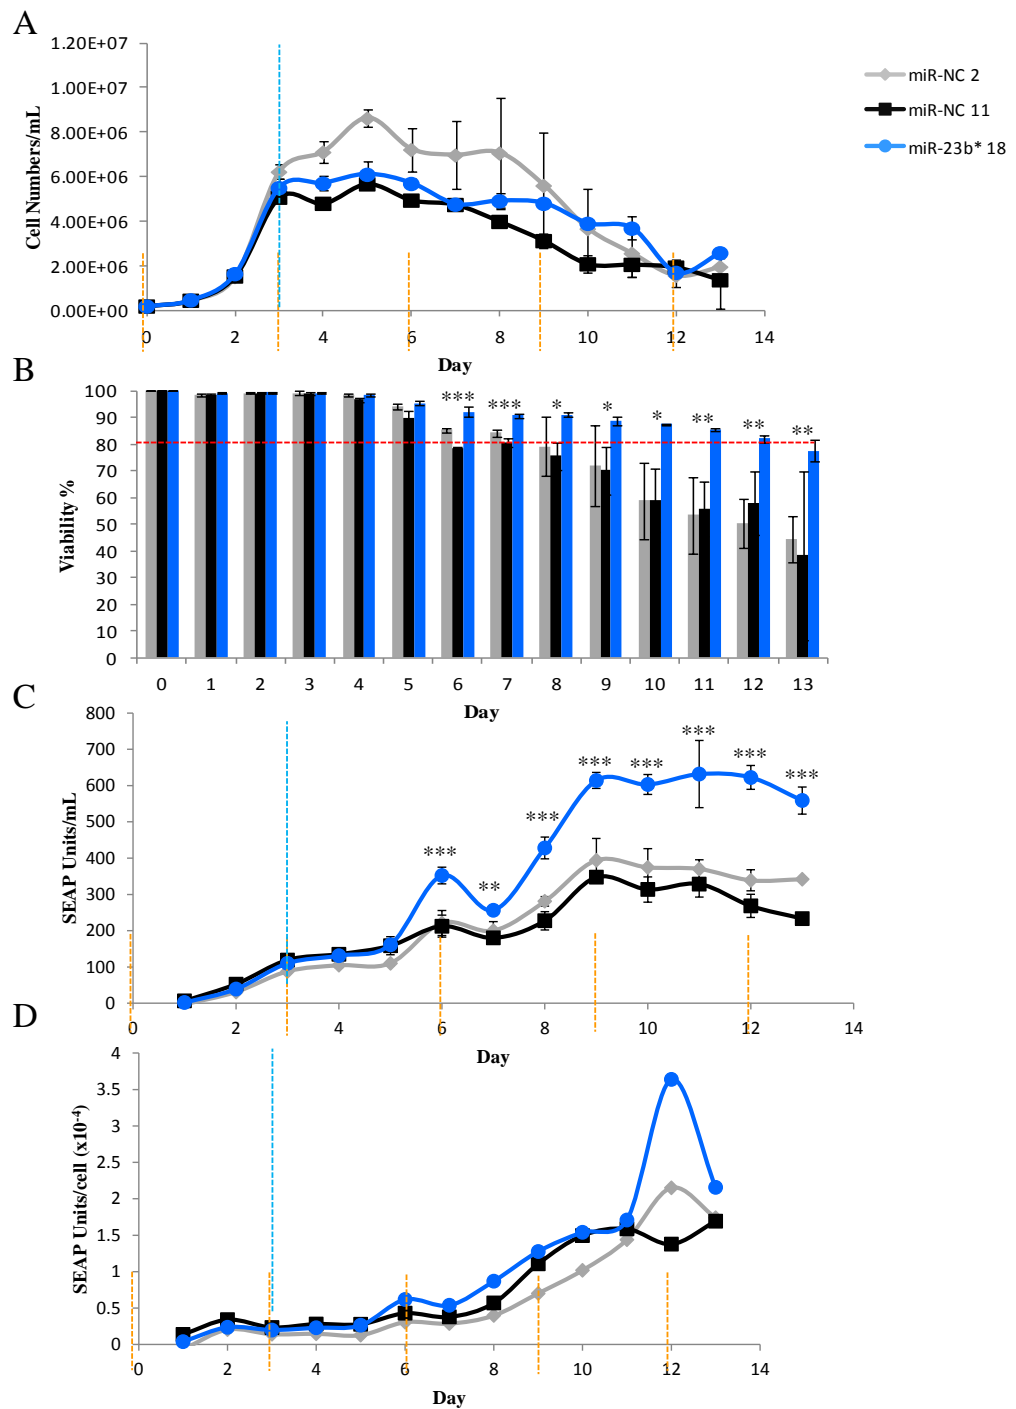 A
1.20E+07
1.00E+07
8.00E+06
6.00E+06
4.00E+06
2.00E+06
0.00E+00
Cell Numbers/mL
0 2 4 6 8 10 12 14
Day
miR-NC 2
miR-NC 11
miR-23b* 18
B
100
90
80
70
60
50
40
30
20
10
0
Viability %
*** *** * * * ** ** **
0 1 2 3 4 5 6 7 8 9 10 11 12 13
Day
C
800
700
600
500
400
300
200
100
0
SEAP Units/mL
*** ** *** *** *** *** *** ***
0 2 4 6 8 10 12 14
Day
D
4
3.5
3
2.5
2
1.5
1
0.5
0
SEAP Units/cell (x10⁻⁴)
0 2 4 6 8 10 12 14
Day